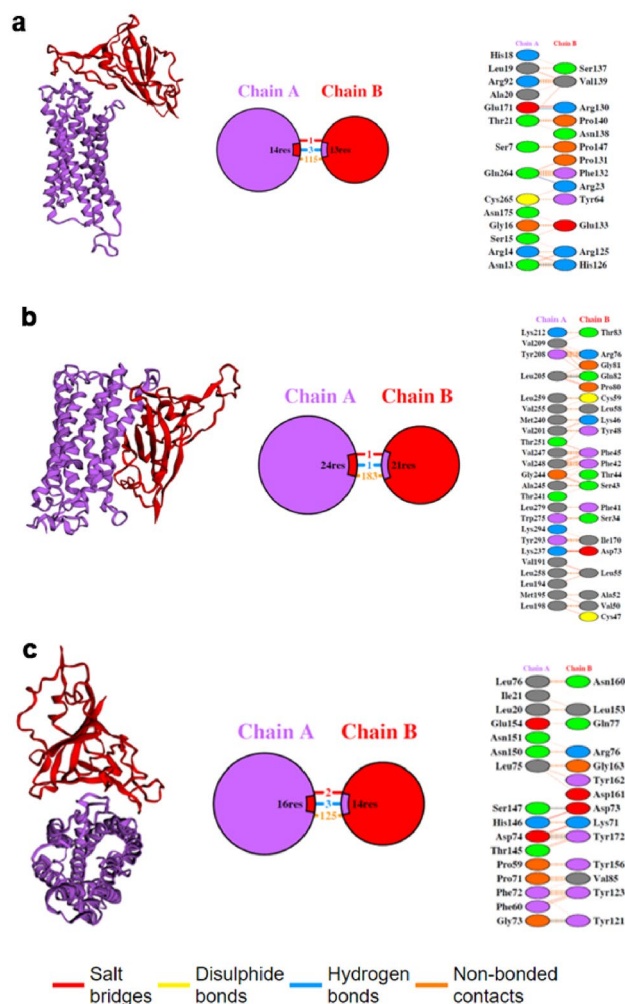 a
Chain A Chain B
1
14res 3 13res
115
Chain A Chain B
His18
Leu19 Ser137
Arg92 Val139
Ala20
Glu171 Arg130
Thr21 Pro140
Asn138
Ser7 Pro147
Pro131
Gln264 Phe132
Arg23
Cys265 Tyr64
Asn175
Gly16 Glu133
Ser15
Arg14 Arg125
Asn13 His126
b
Chain A Chain B
1
24res 1 21res
183
Chain A Chain B
Lys212 Thr83
Val209
Tyr208 Arg76
Gly81
Leu205 Gln82
Pro80
Leu259 Cys59
Val255 Leu58
Met240 Lys46
Val201 Tyr48
Thr251
Val247 Phe45
Val248 Phe42
Gly244 Thr44
Ala245 Ser43
Thr241
Leu279 Phe41
Trp275 Ser34
Lys294
Tyr293 Ile170
Lys237 Asp73
Val191
Leu258 Leu55
Leu194
Met195 Ala52
Leu198 Val50
Cys47
c
Chain A Chain B
2
16res 3 14res
125
Chain A Chain B
Leu76 Asn160
Ile21
Leu20 Leu153
Glu154 Gln77
Asn151
Asn150 Arg76
Leu75 Gly163
Tyr162
Asp161
Ser147 Asp73
His146 Lys71
Asp74 Tyr172
Thr145
Pro59 Tyr156
Pro71 Val85
Phe72 Tyr123
Phe60
Gly73 Tyr121
Salt Disulphide Hydrogen Non-bonded
bridges bonds bonds contacts